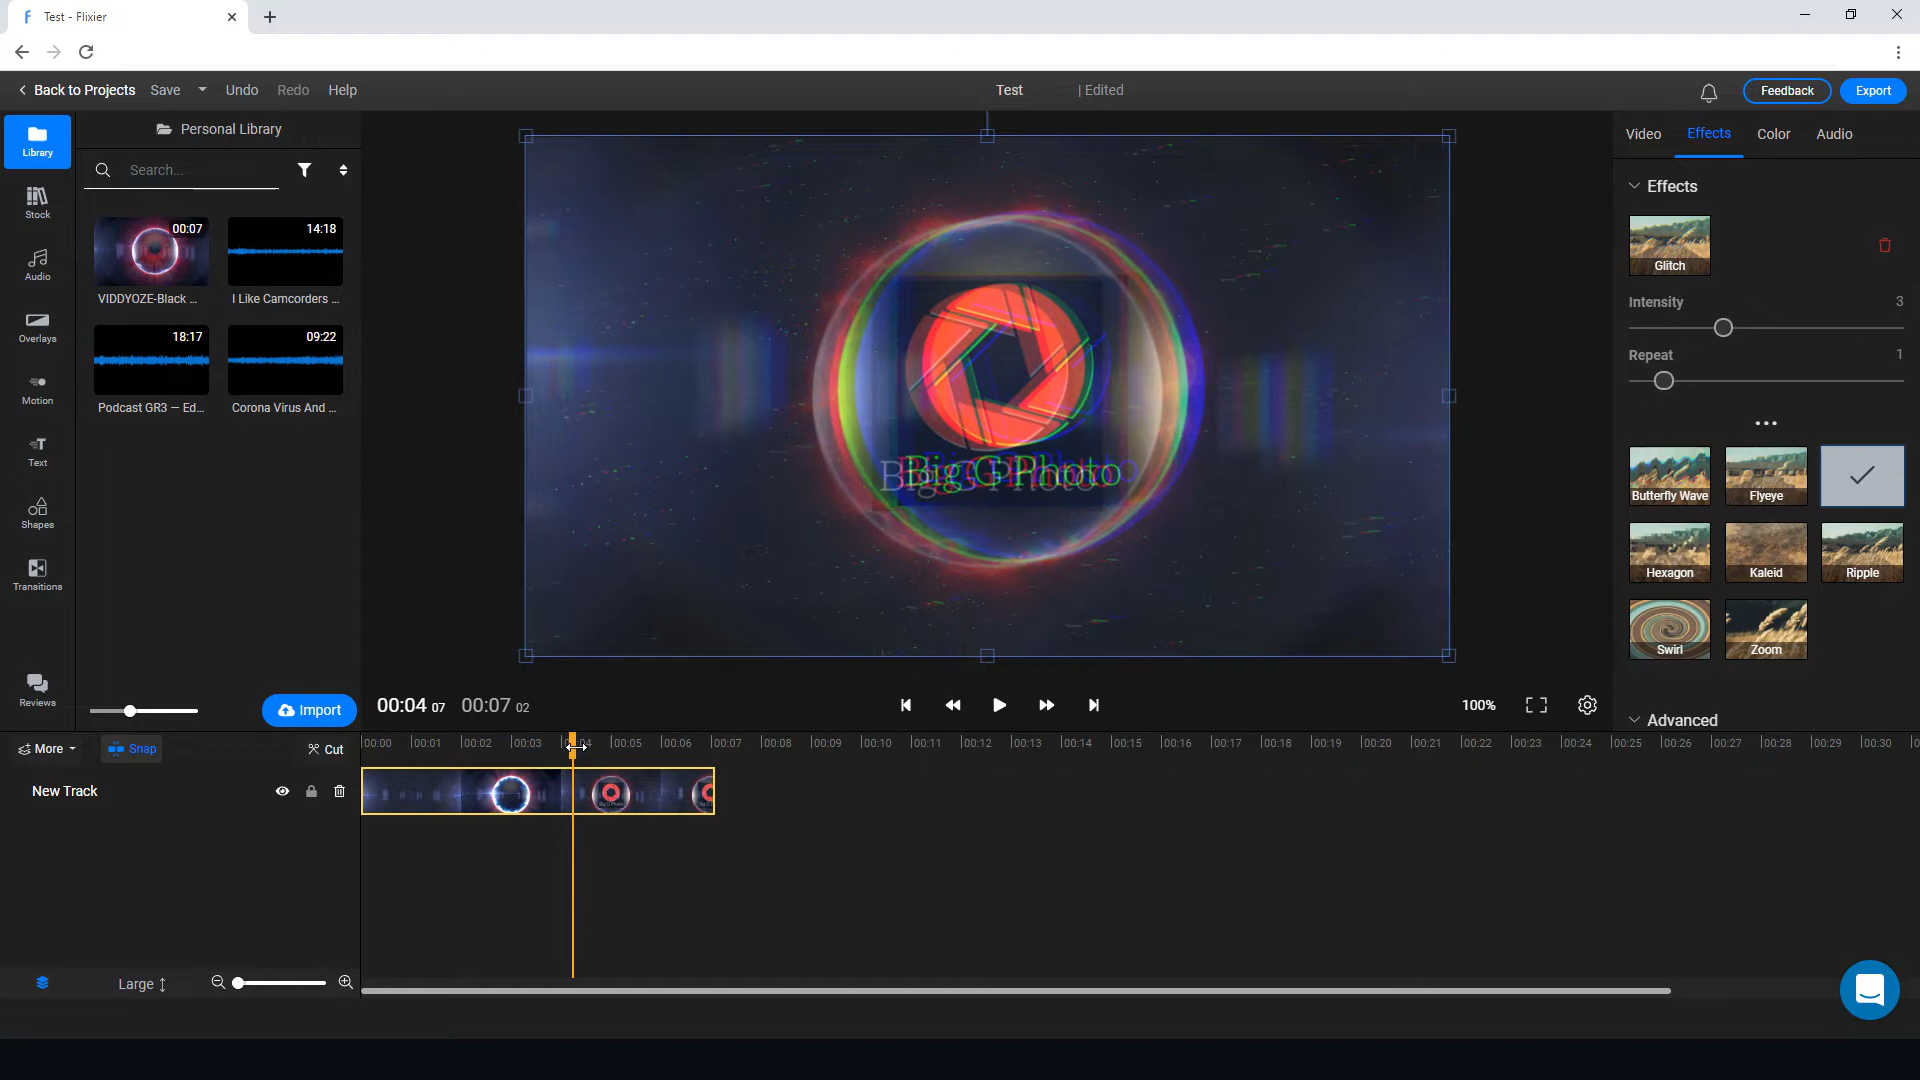 Test - Flixier
Back to Projects Save Undo Redo Help
Test | Edited
Feedback Export
Library
Stock
Audio
Overlays
Motion
Text
Shapes
Transitions
Reviews
Personal Library
Search...
00:07
VIDDYOZE-Black ...
14:18
I Like Camcorders ...
18:17
Podcast GR3 — Ed...
09:22
Corona Virus And ...
Import
Big G Photo
Video Effects Color Audio
Effects
Glitch
Intensity 3
Repeat 1
Butterfly Wave Flyeye
Hexagon Kaleid Ripple
Swirl Zoom
Advanced
00:04 07 00:07 02
100%
More Snap Cut
00:00 00:01 00:02 00:03 00:04 00:05 00:06 00:07 00:08 00:09 00:10 00:11 00:12 00:13 00:14 00:15 00:16 00:17 00:18 00:19 00:20 00:21 00:22 00:23 00:24 00:25 00:26 00:27 00:28 00:29 00:30
New Track
Large